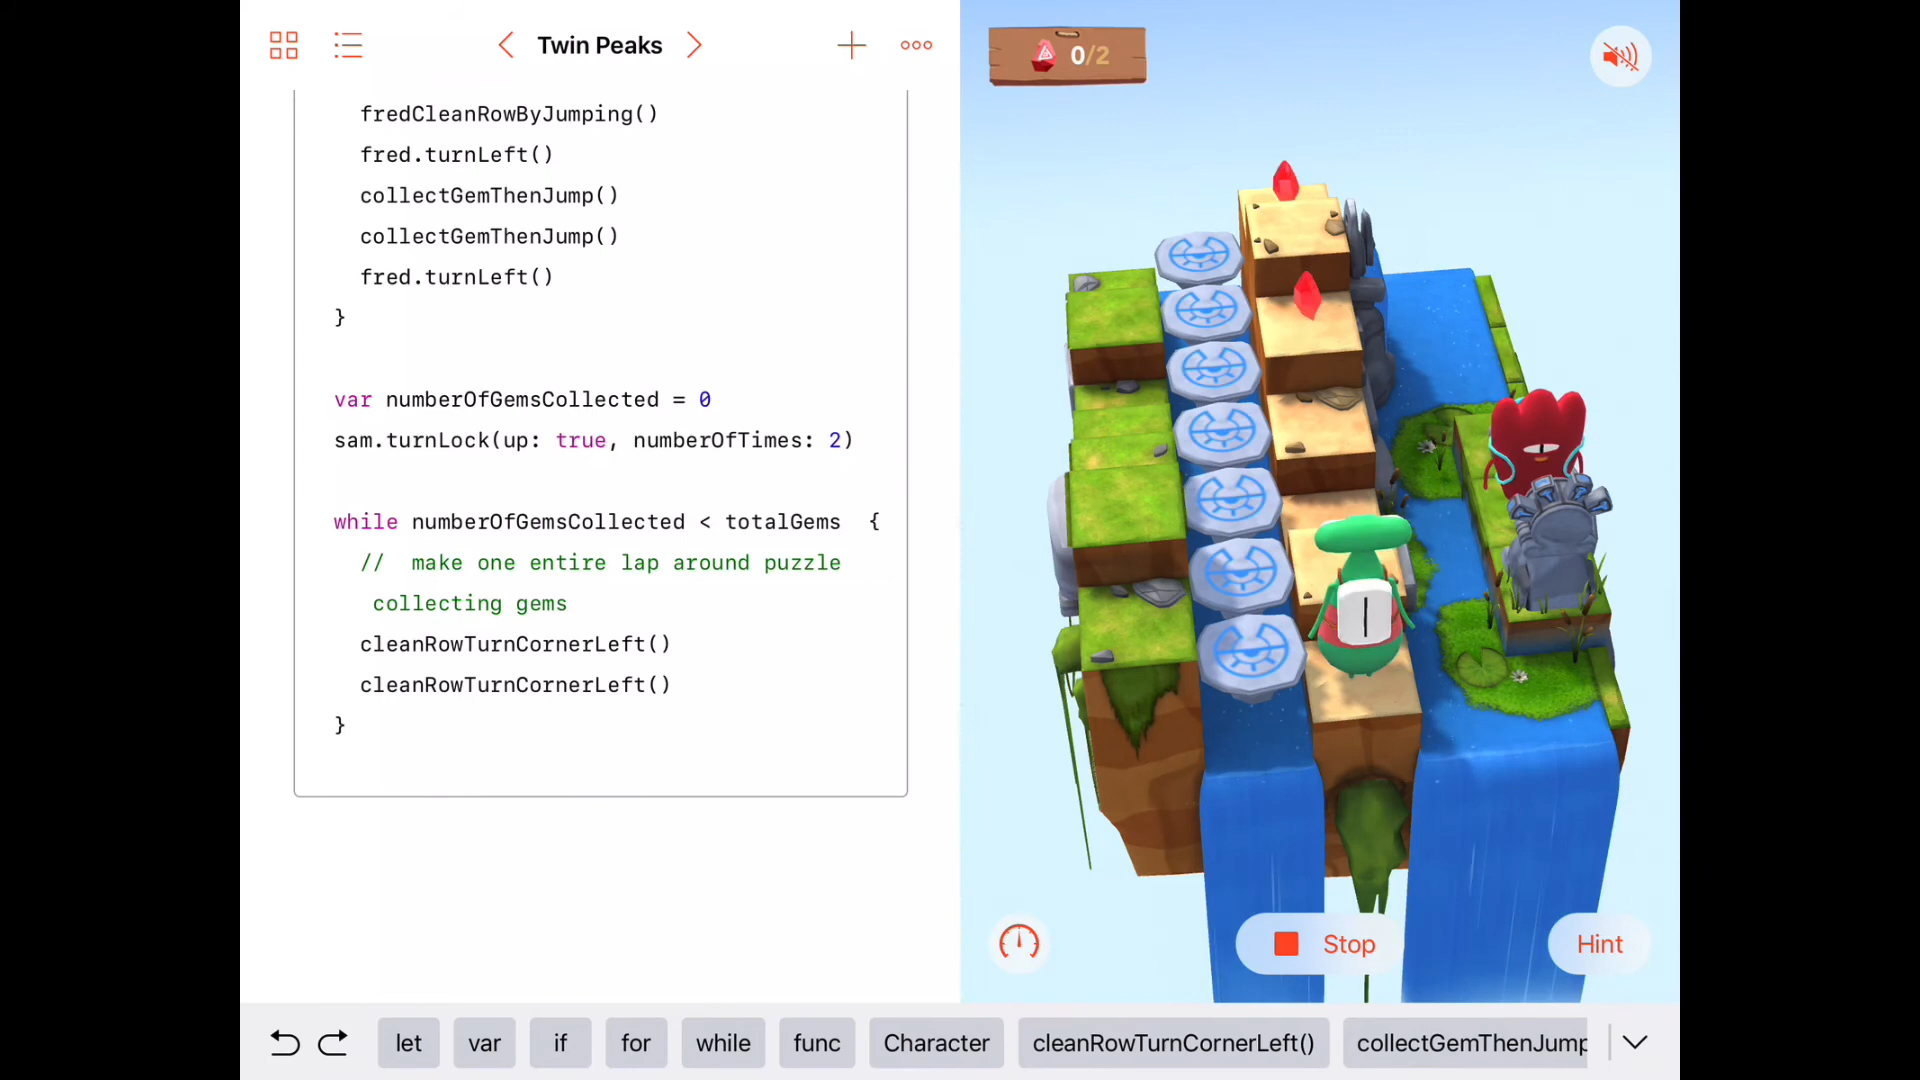 Twin Peaks
fredCleanRowByJumping()
fred.turnLeft()
collectGemThenJump()
collectGemThenJump()
fred.turnLeft()
}
var numberOfGemsCollected = 0
sam.turnLock(up: true, numberOfTimes: 2)
while numberOfGemsCollected < totalGems {
// make one entire lap around puzzle
collecting gems
cleanRowTurnCornerLeft()
cleanRowTurnCornerLeft()
}
0/2
Stop
Hint
let var if for while func Character cleanRowTurnCornerLeft() collectGemThenJump